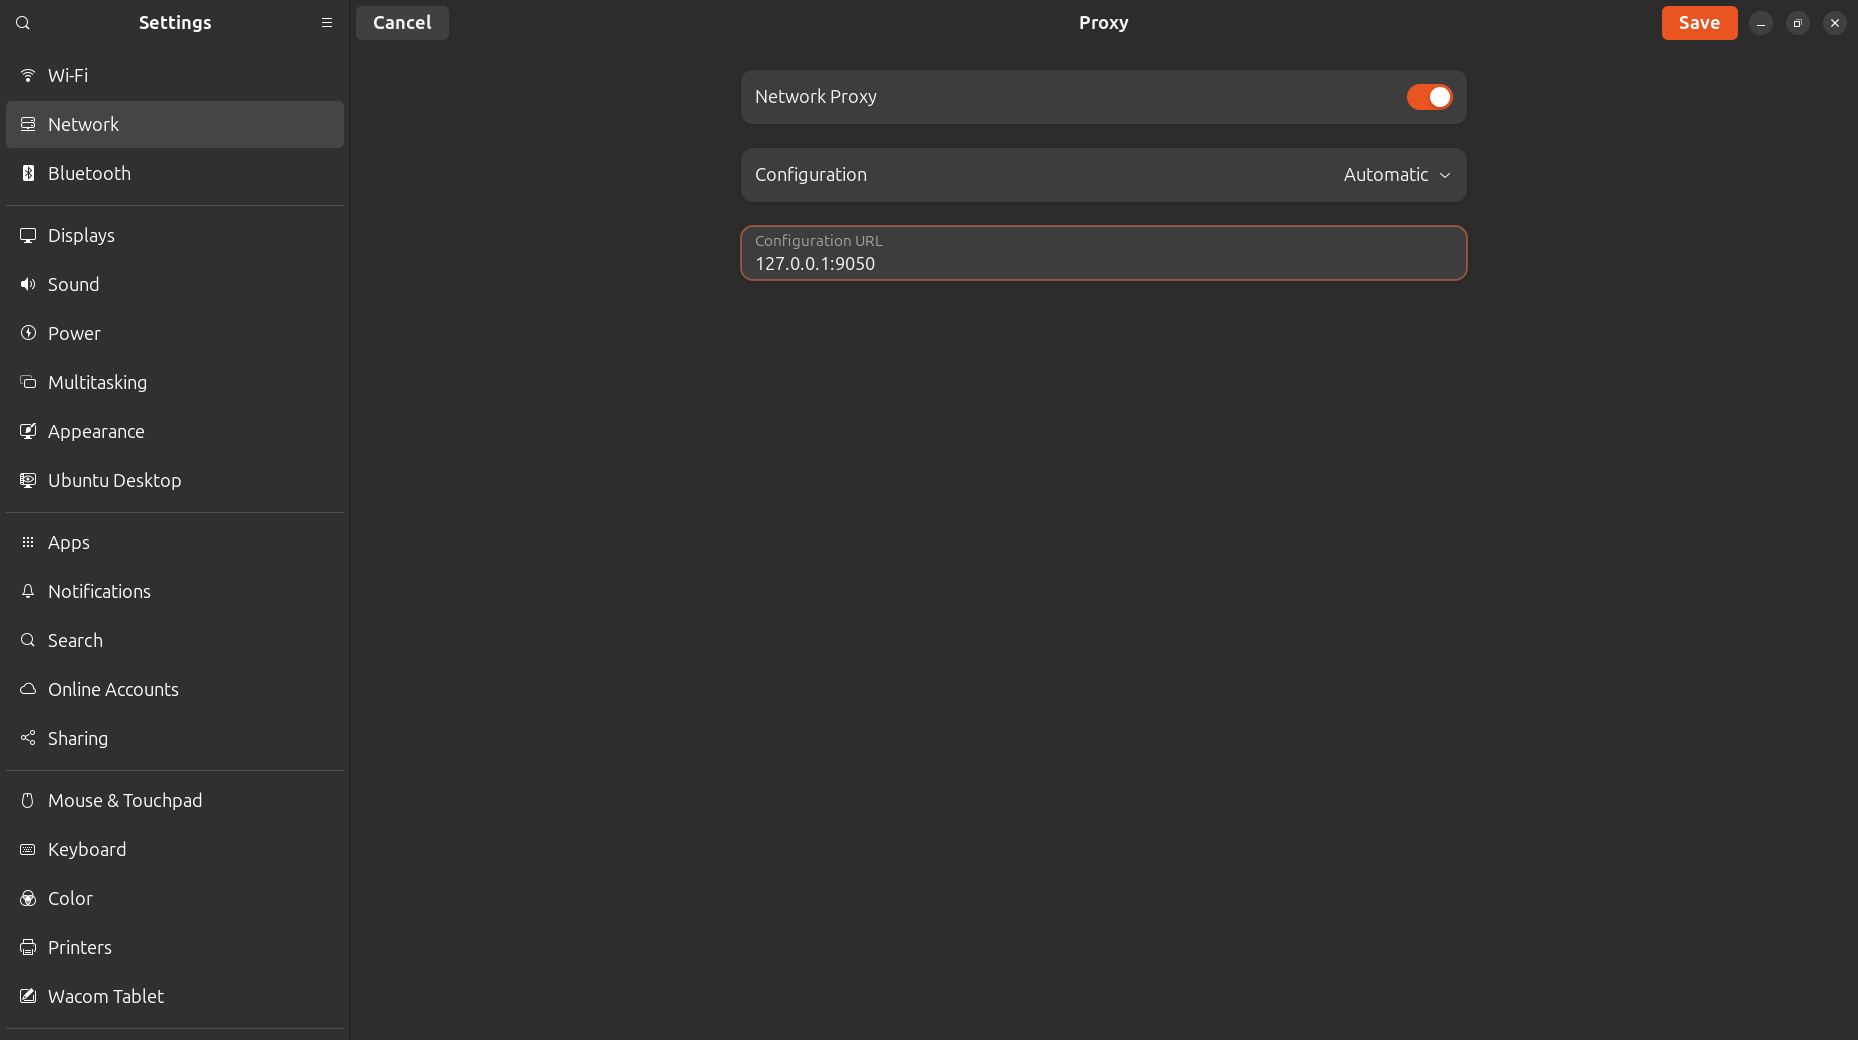 Settings
Wi-Fi
Network
Bluetooth
Displays
Sound
Power
Multitasking
Appearance
Ubuntu Desktop
Apps
Notifications
Search
Online Accounts
Sharing
Mouse & Touchpad
Keyboard
Color
Printers
Wacom Tablet
Cancel
Proxy
Save
Network Proxy
Configuration
Automatic
Configuration URL
127.0.0.1:9050